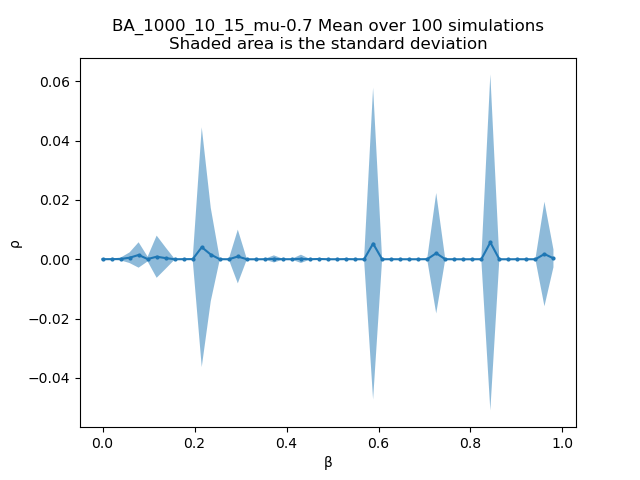 BA_1000_10_15_mu-0.7 Mean over 100 simulations
Shaded area is the standard deviation
0.06
0.04
0.02
0.00
−0.02
−0.04
ρ
0.0 0.2 0.4 0.6 0.8 1.0
β